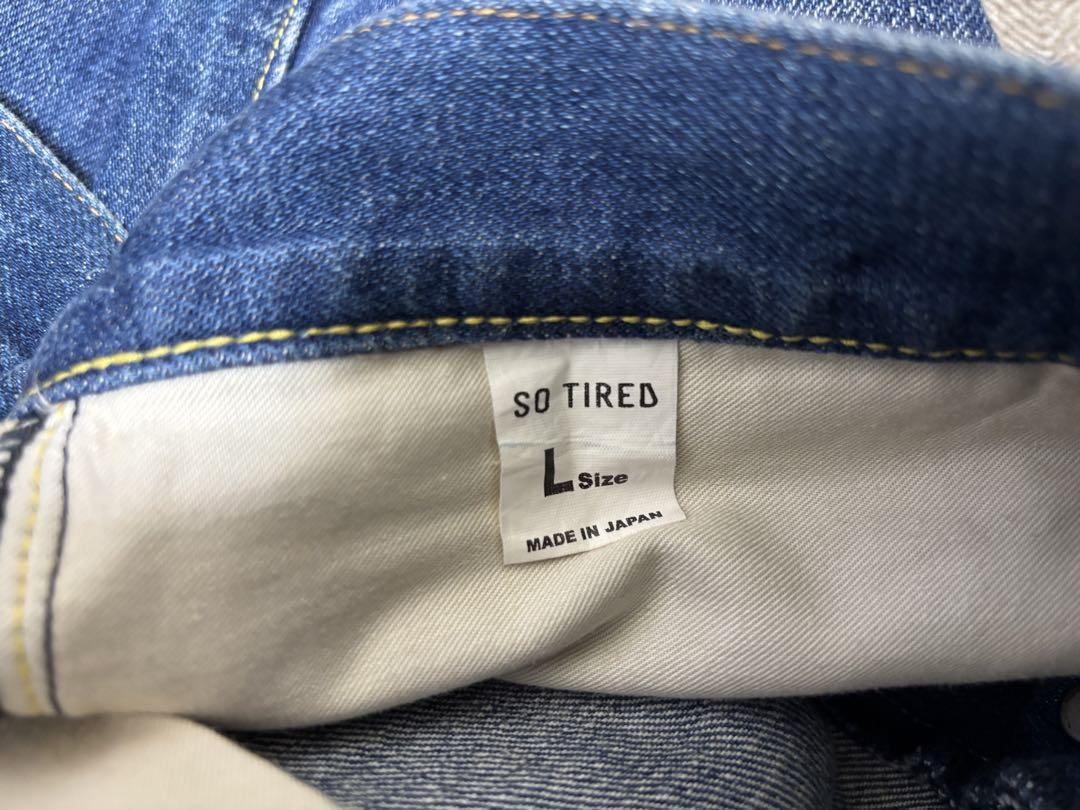 SO TIRED
L Size
MADE IN JAPAN